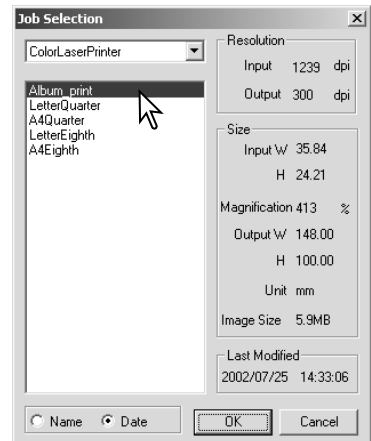 Job Selection
ColorLaserPrinter
Album_print
LetterQuarter
A4Quarter
LetterEighth
A4Eighth
Name Date
Resolution
Input 1239 dpi
Output 300 dpi
Size
Input W 35.84
H 24.21
Magnification 413 %
Output W 148.00
H 100.00
Unit mm
Image Size 5.9MB
Last Modified
2002/07/25 14:33:06
OK Cancel